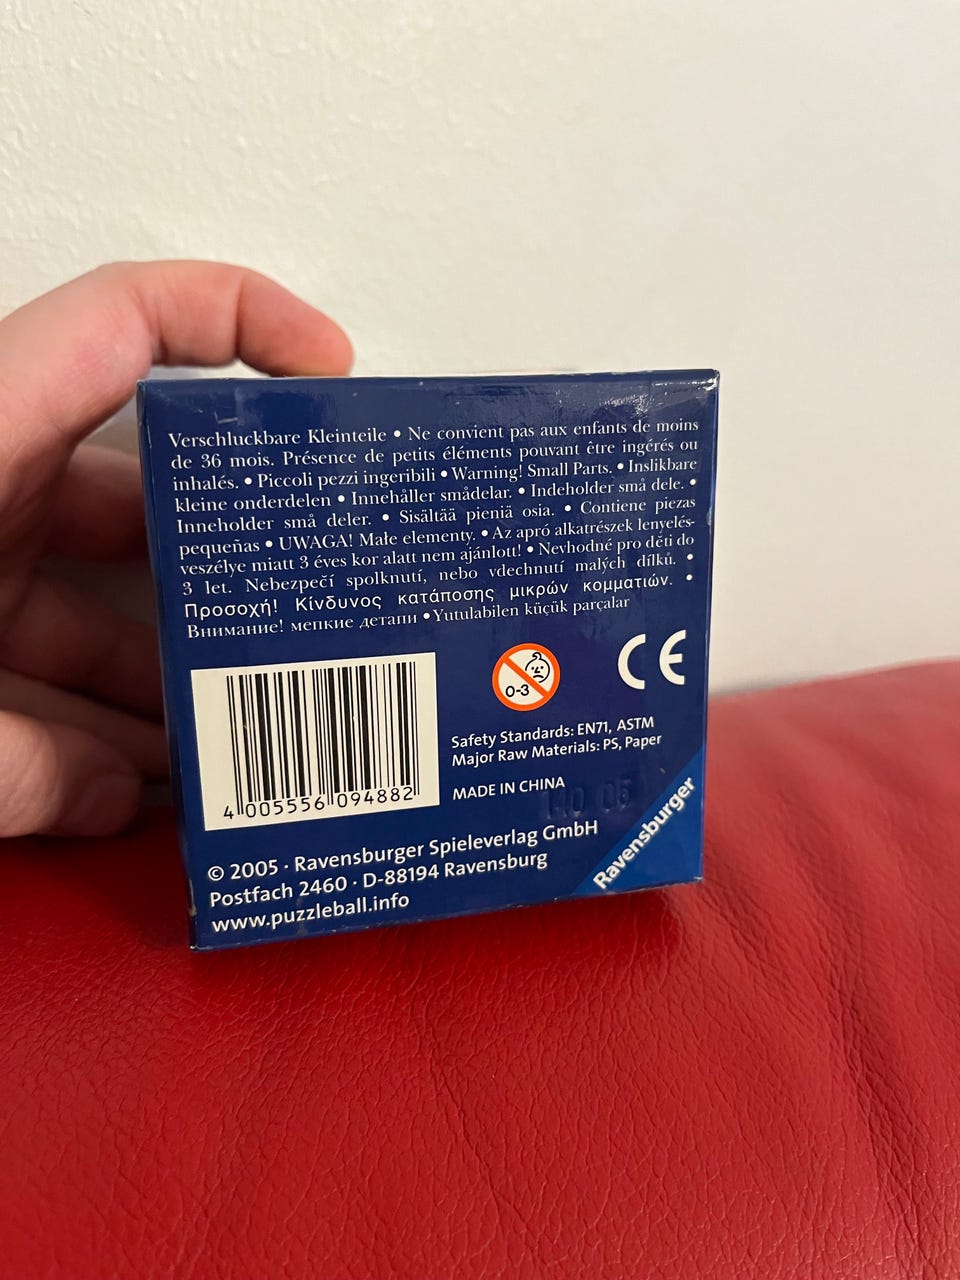 Verschluckbare Kleinteile • Ne convient pas aux enfants de moins
de 36 mois. Présence de petits éléments pouvant être ingérés ou
inhalés. • Piccoli pezzi ingeribili • Warning! Small Parts. • Inslikbare
kleine onderdelen • Innehåller smådelar. • Indeholder små dele. •
Inneholder små deler. • Sisältää pieniä osia. • Contiene piezas
pequeñas • UWAGA! Małe elementy. • Az apró alkatrészek lenyelés-
veszélye miatt 3 éves kor alatt nem ajánlott! • Nevhodné pro děti do
3 let. Nebezpečí spolknutí, nebo vdechnutí malých dílků. •
Προσοχή! Κίνδυνος κατάποσης μικρών κομματιών. •
Внимание! мепкие детапи • Yutulabilen küçük parçalar
0-3
CE
Safety Standards: EN71, ASTM
Major Raw Materials: PS, Paper
MADE IN CHINA
4 005556 094882
© 2005 · Ravensburger Spieleverlag GmbH
Postfach 2460 · D-88194 Ravensburg
www.puzzleball.info
Ravensburger